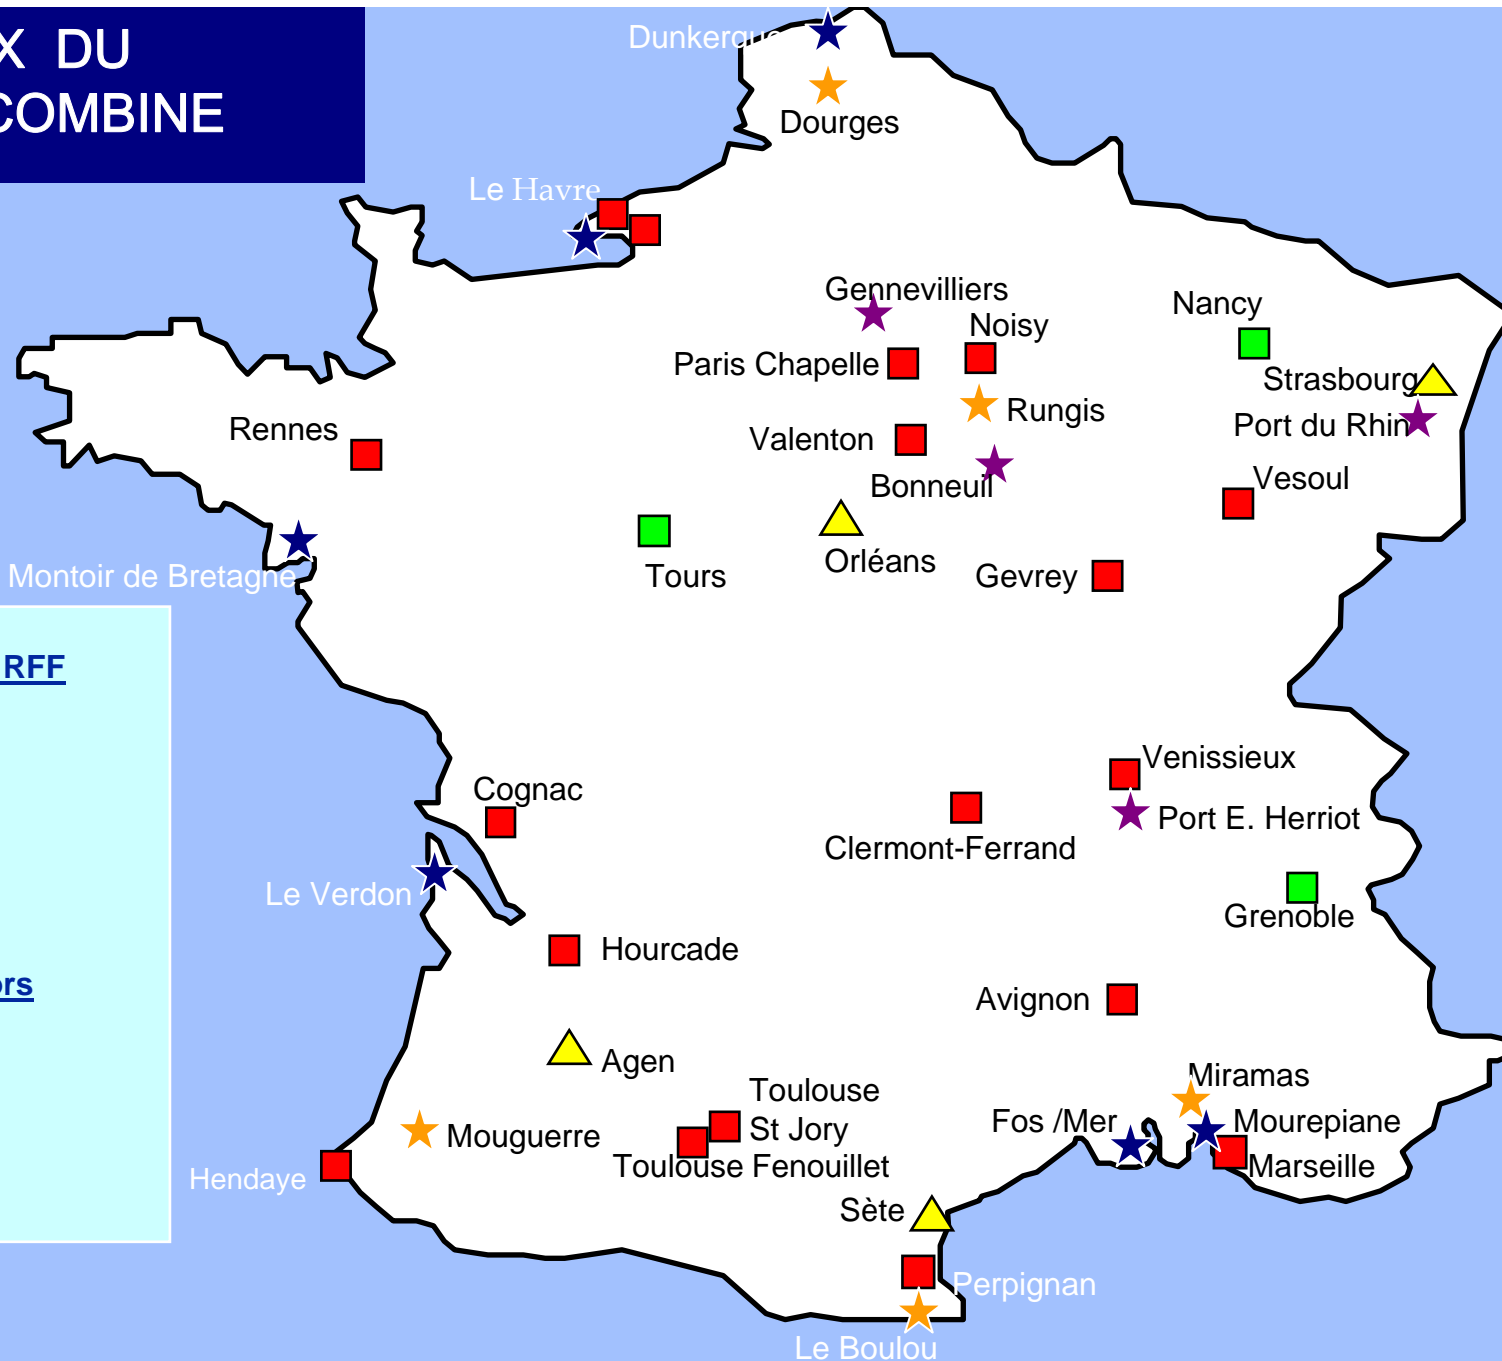 X DU
COMBINE
Dunkerque
Dourges
Le Havre
Gennevilliers
Noisy
Nancy
Paris Chapelle
Strasbourg
Rungis
Port du Rhin
Rennes
Valenton
Bonneuil
Vesoul
Orléans
Montoir de Bretagne
Tours
Gevrey
RFF
Venissieux
Cognac
Port E. Herriot
Clermont-Ferrand
Le Verdon
Grenoble
Hourcade
ors
Avignon
Agen
Miramas
Toulouse
St Jory
Fos /Mer
Mourepiane
Mouguerre
Toulouse Fenouillet
Marseille
Hendaye
Sète
Perpignan
Le Boulou